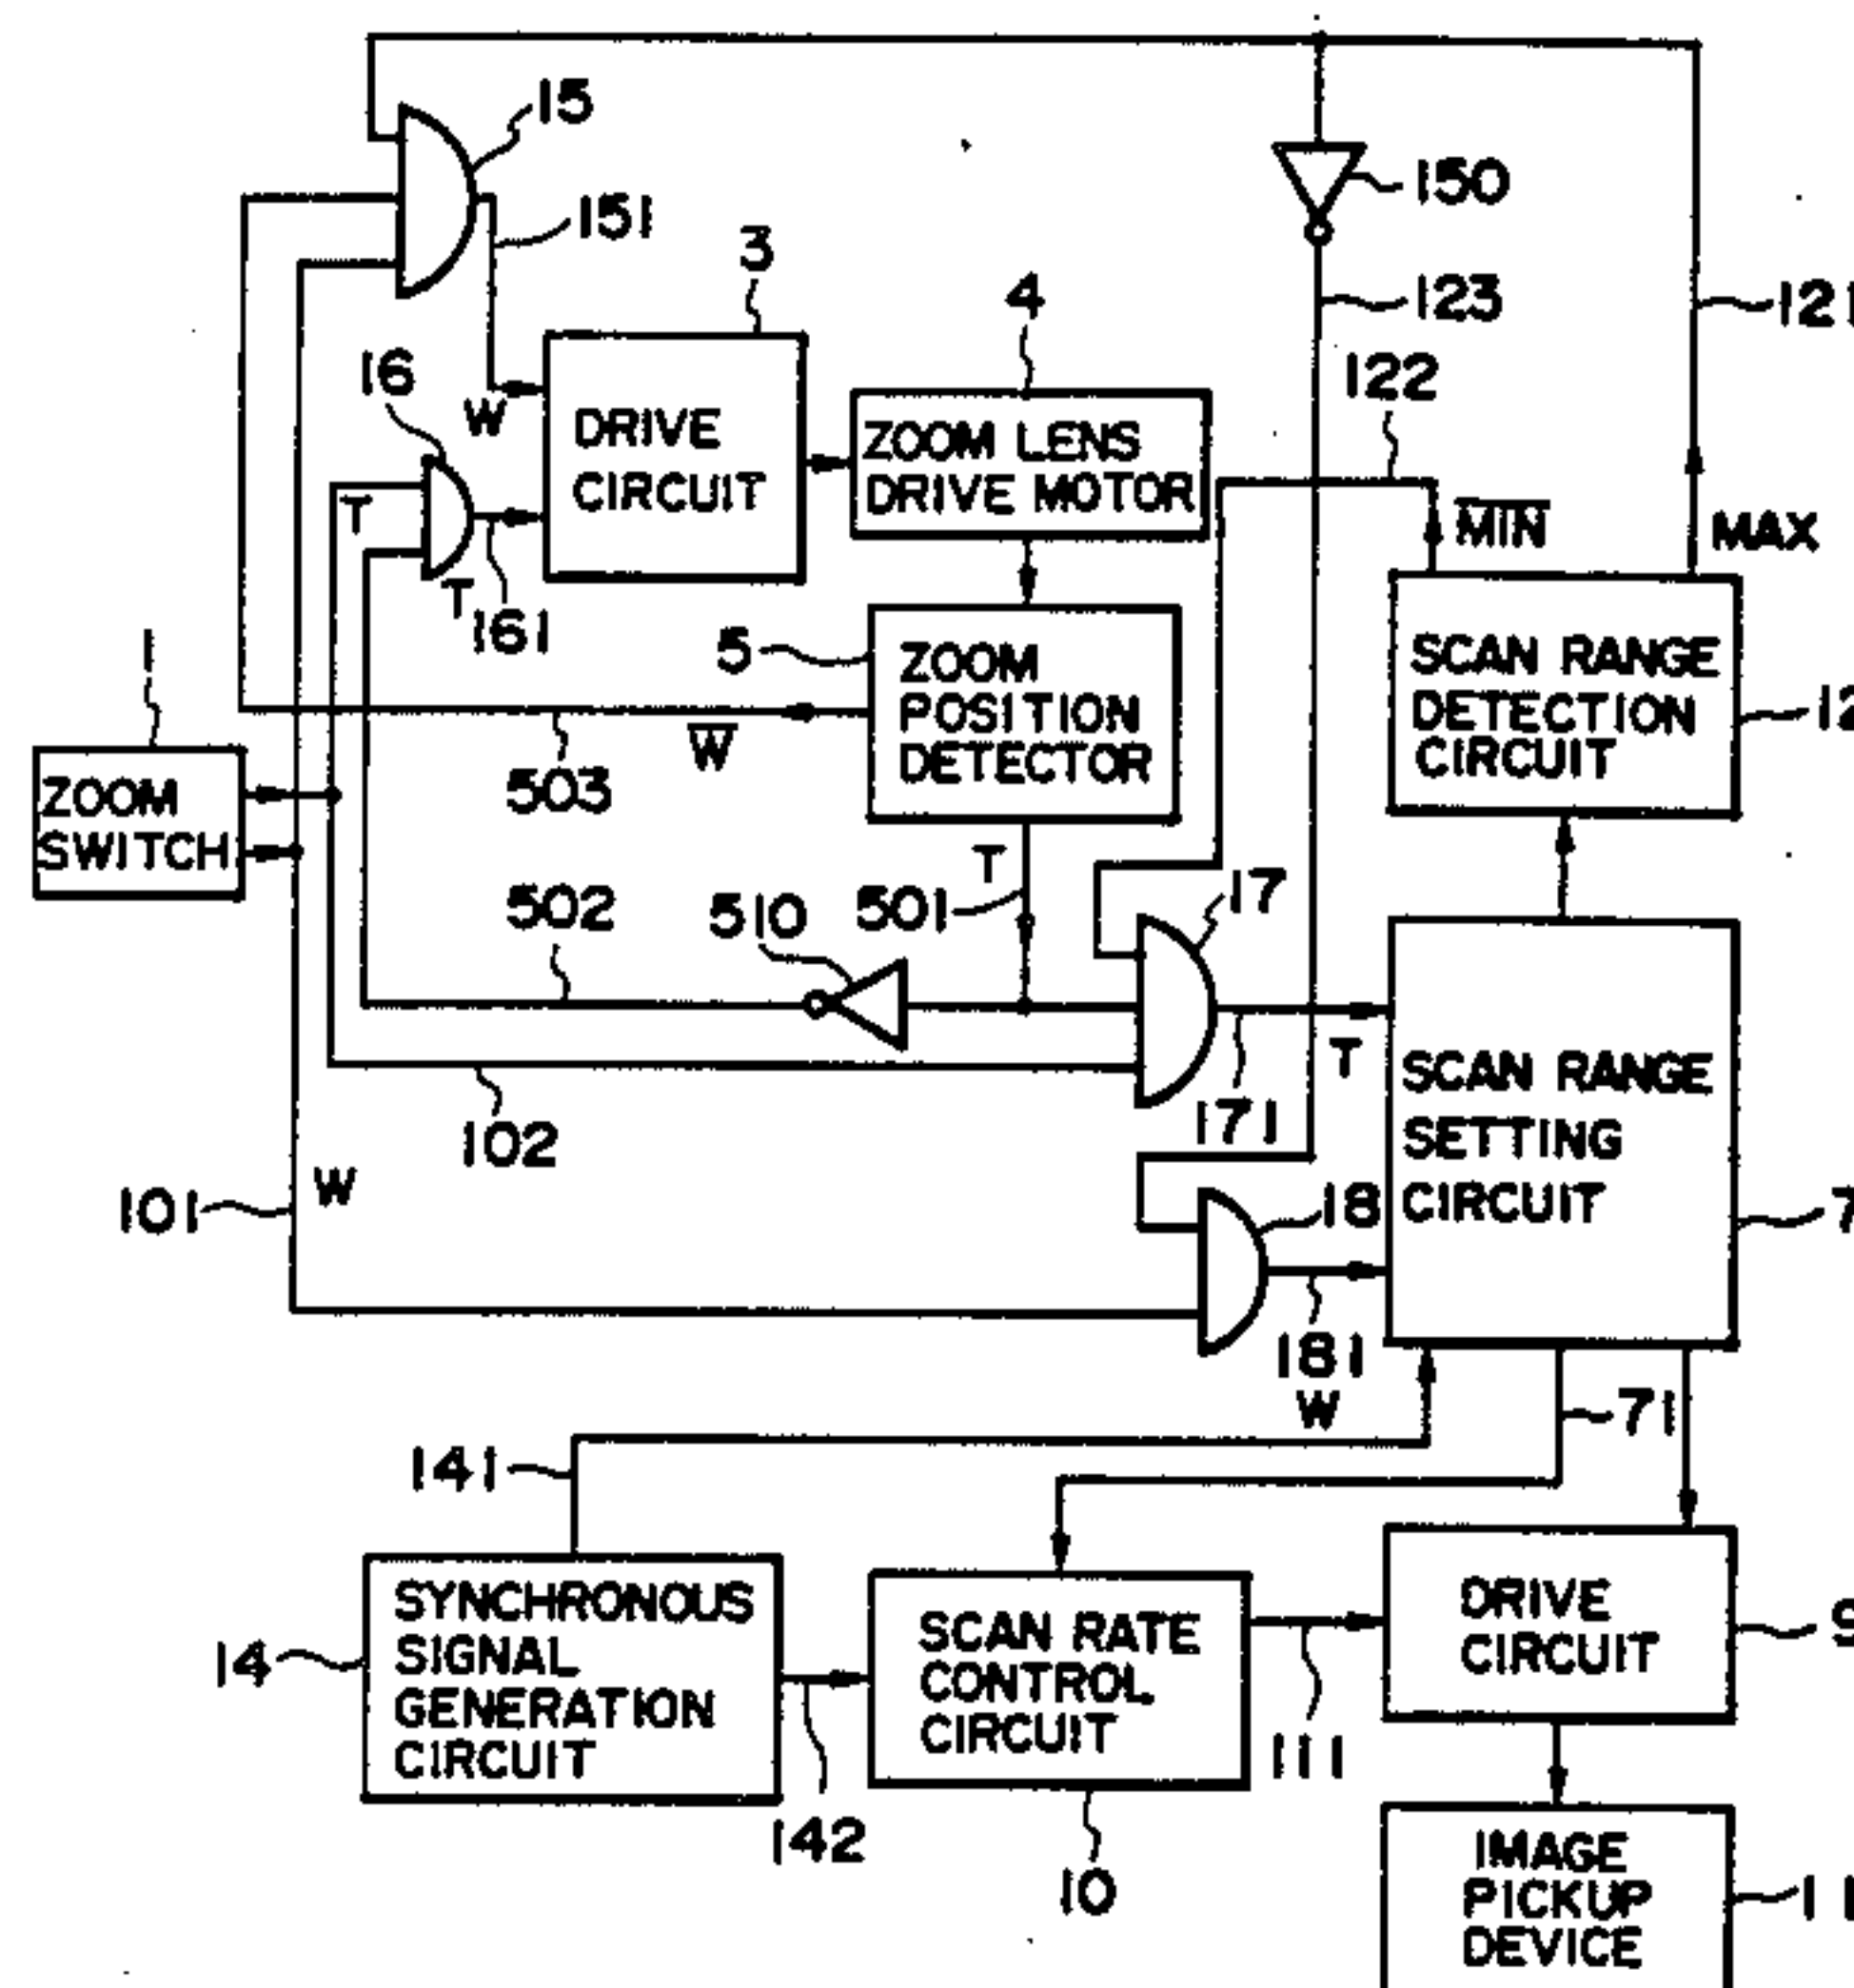 15
150
151
3
4
123
121
16
122
W
DRIVE
CIRCUIT
ZOOM LENS
DRIVE MOTOR
T
M̅I̅N̅
MAX
T
161
1
5
ZOOM
POSITION
DETECTOR
SCAN RANGE
DETECTION
CIRCUIT
W̅
503
ZOOM
SWITCH
T
502
510
501
17
T
SCAN RANGE
SETTING
CIRCUIT
171
102
W
101
18
7
181
W
71
141
SYNCHRONOUS
SIGNAL
GENERATION
CIRCUIT
14
SCAN RATE
CONTROL
CIRCUIT
DRIVE
CIRCUIT
111
142
10
IMAGE
PICKUP
DEVICE